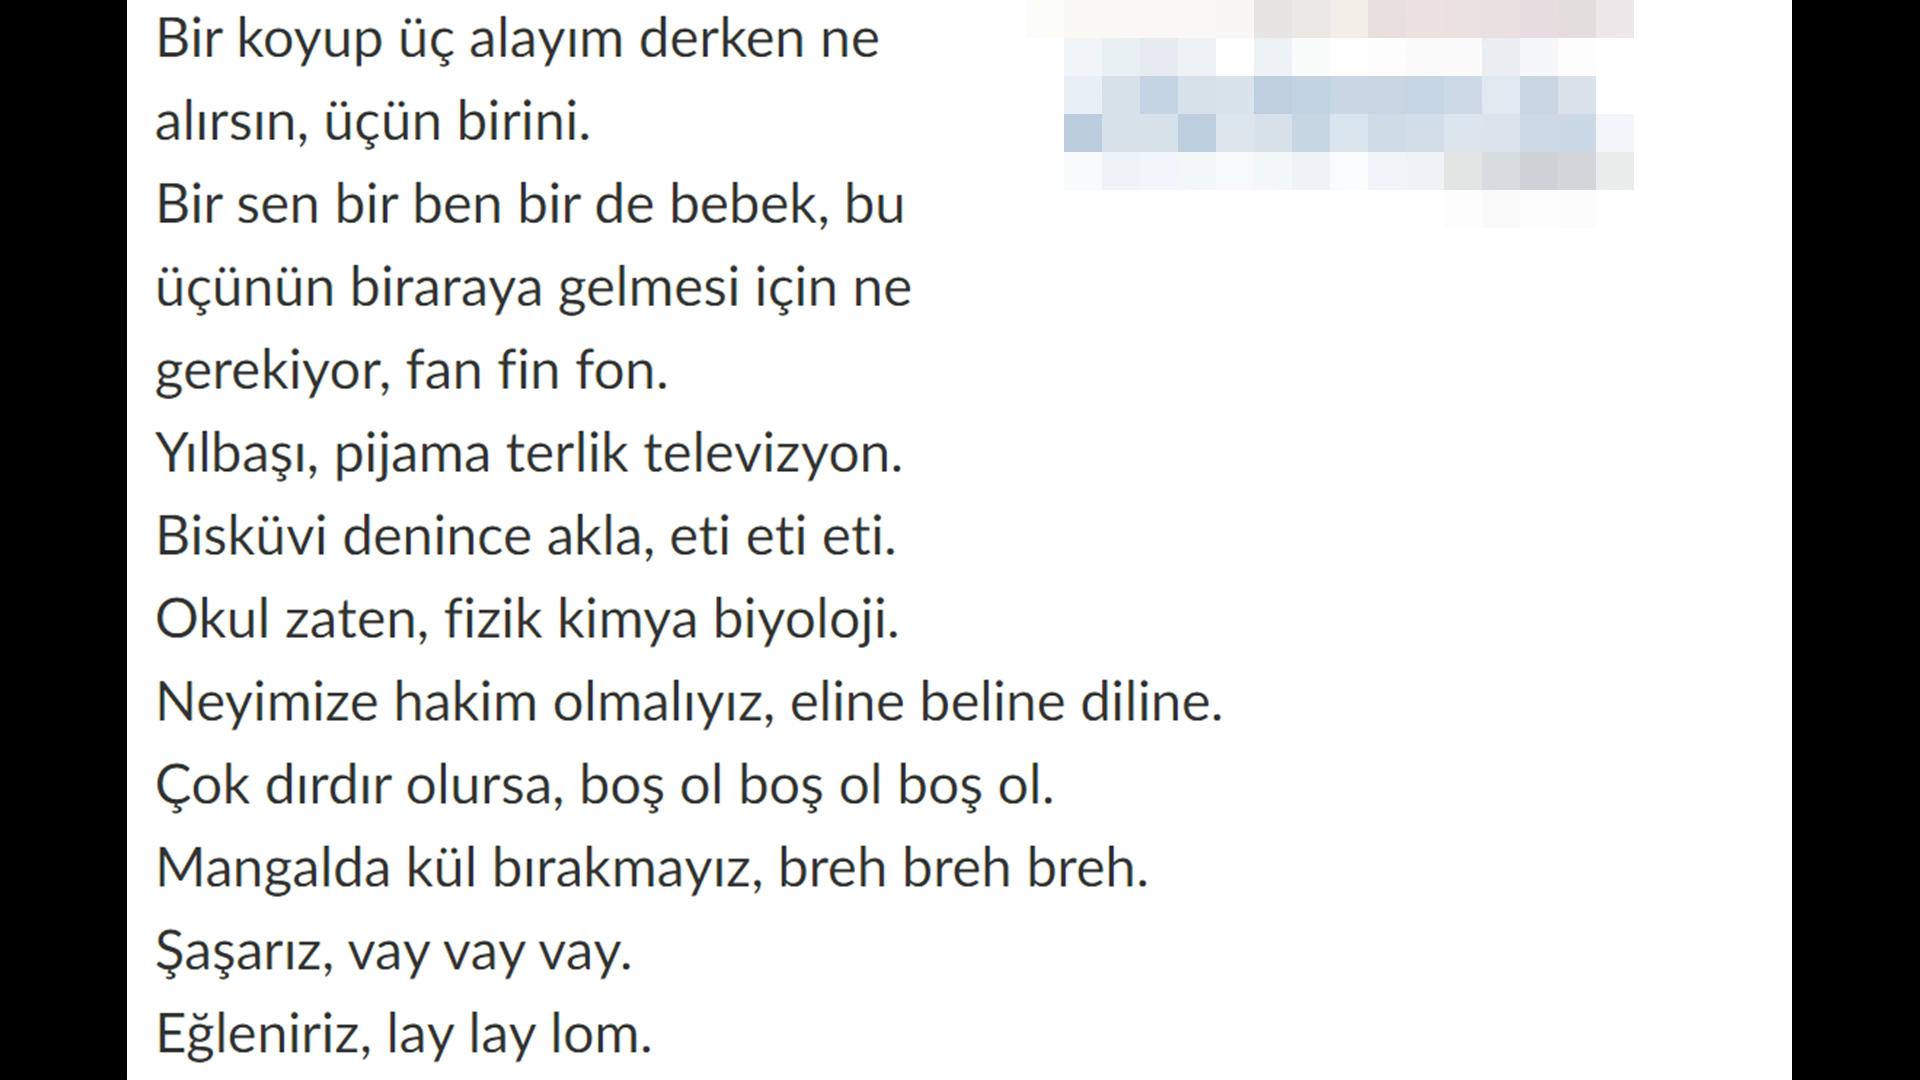 Bir koyup üç alayım derken ne
alırsın, üçün birini.
Bir sen bir ben bir de bebek, bu
üçünün biraraya gelmesi için ne
gerekiyor, fan fin fon.
Yılbaşı, pijama terlik televizyon.
Bisküvi denince akla, eti eti eti.
Okul zaten, fizik kimya biyoloji.
Neyimize hakim olmalıyız, eline beline diline.
Çok dırdır olursa, boş ol boş ol boş ol.
Mangalda kül bırakmayız, breh breh breh.
Şaşarız, vay vay vay.
Eğleniriz, lay lay lom.